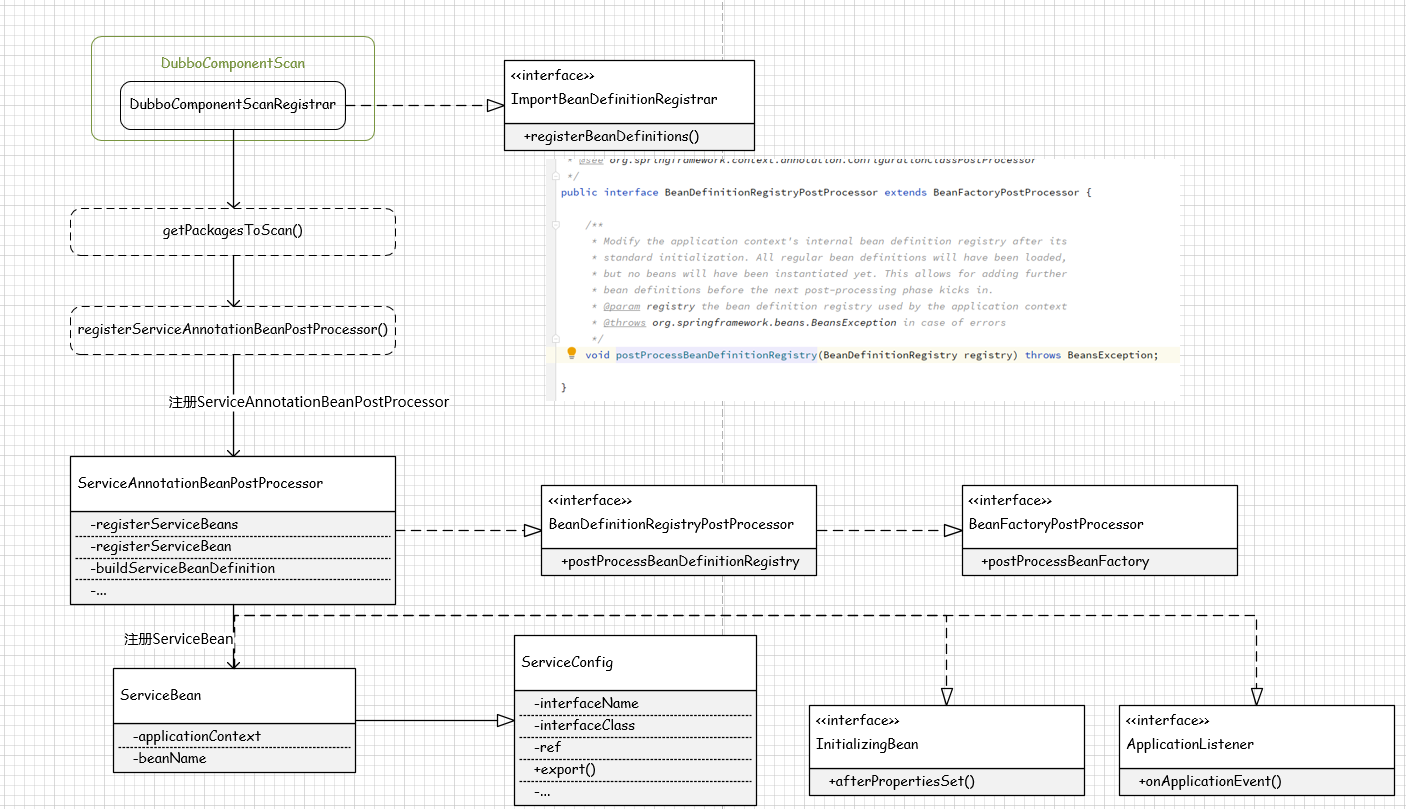 DubboComponentScan
DubboComponentScanRegistrar
<<interface>>
ImportBeanDefinitionRegistrar
+registerBeanDefinitions()
* @see org.springframework.context.annotation.ConfigurationClassPostProcessor
*/
public interface BeanDefinitionRegistryPostProcessor extends BeanFactoryPostProcessor {
/**
* Modify the application context's internal bean definition registry after its
* standard initialization. All regular bean definitions will have been loaded,
* but no beans will have been instantiated yet. This allows for adding further
* bean definitions before the next post-processing phase kicks in.
* @param registry the bean definition registry used by the application context
* @throws org.springframework.beans.BeansException in case of errors
*/
void postProcessBeanDefinitionRegistry(BeanDefinitionRegistry registry) throws BeansException;
}
getPackagesToScan()
registerServiceAnnotationBeanPostProcessor()
注册ServiceAnnotationBeanPostProcessor
ServiceAnnotationBeanPostProcessor
-registerServiceBeans
-registerServiceBean
-buildServiceBeanDefinition
-...
<<interface>>
BeanDefinitionRegistryPostProcessor
+postProcessBeanDefinitionRegistry
<<interface>>
BeanFactoryPostProcessor
+postProcessBeanFactory
注册ServiceBean
ServiceBean
-applicationContext
-beanName
ServiceConfig
-interfaceName
-interfaceClass
-ref
+export()
-...
<<interface>>
InitializingBean
+afterPropertiesSet()
<<interface>>
ApplicationListener
+onApplicationEvent()